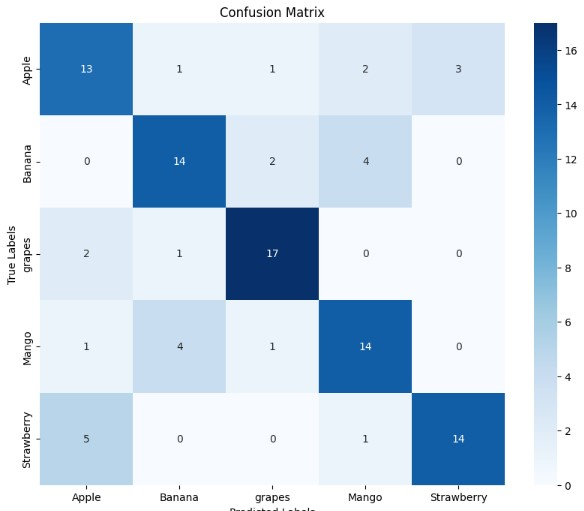 Confusion Matrix
Apple 13 1 1 2 3
Banana 0 14 2 4 0
grapes 2 1 17 0 0
Mango 1 4 1 14 0
Strawberry 5 0 0 1 14
True Labels
Apple Banana grapes Mango Strawberry
Predicted Labels
16
14
12
10
8
6
4
2
0